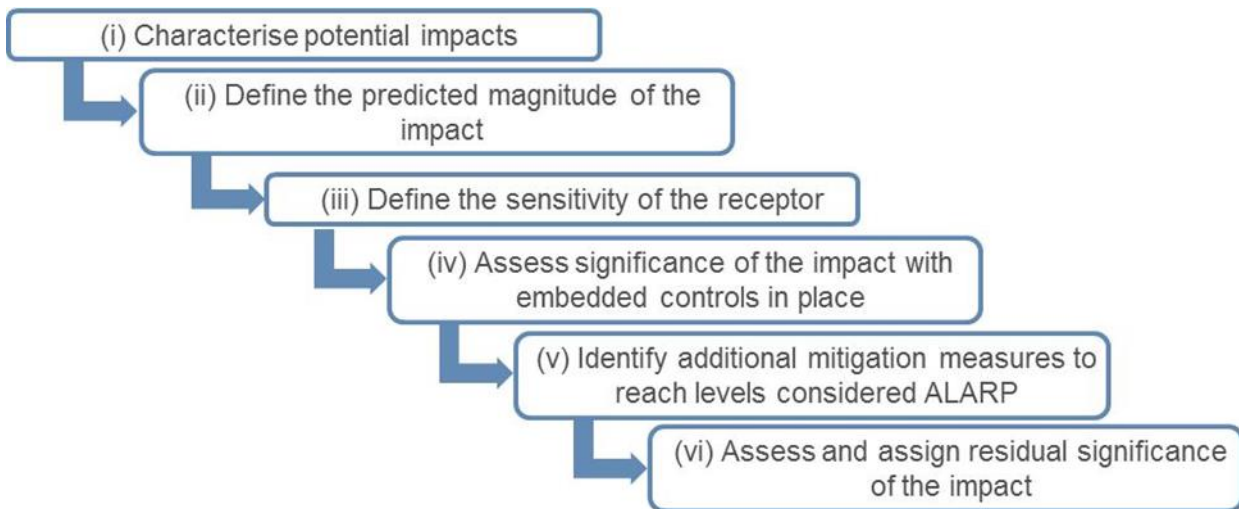 (i) Characterise potential impacts
(ii) Define the predicted magnitude of the
impact
(iii) Define the sensitivity of the receptor
(iv) Assess significance of the impact with
embedded controls in place
(v) Identify additional mitigation measures to
reach levels considered ALARP
(vi) Assess and assign residual significance
of the impact